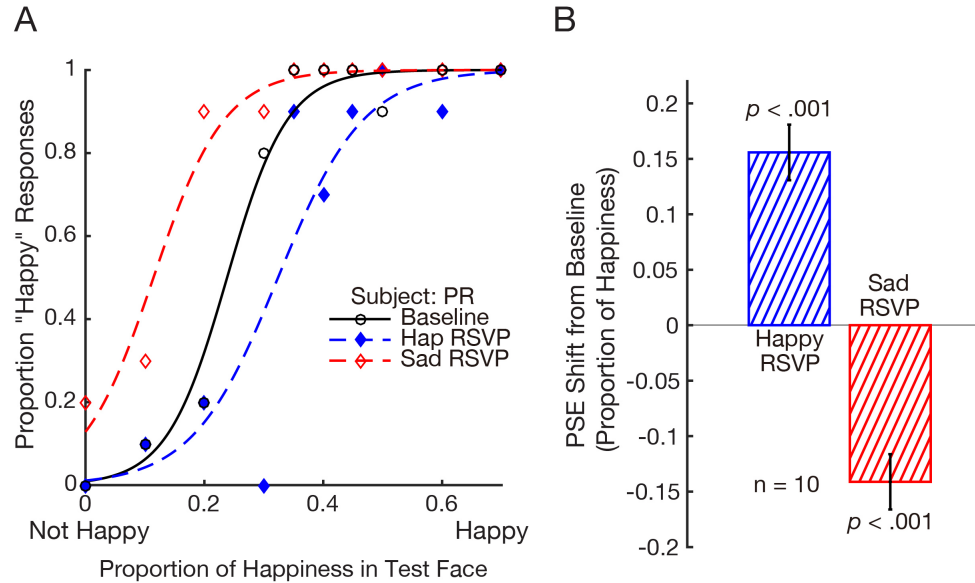 A
Proportion "Happy" Responses
1
0.8
0.6
0.4
0.2
0
0
0.2
0.4
0.6
Not Happy
Happy
Proportion of Happiness in Test Face
Subject: PR
Baseline
Hap RSVP
Sad RSVP
B
PSE Shift from Baseline
(Proportion of Happiness)
0.2
0.15
0.1
0.05
0
-0.05
-0.1
-0.15
-0.2
p < .001
Happy
RSVP
Sad
RSVP
n = 10
p < .001